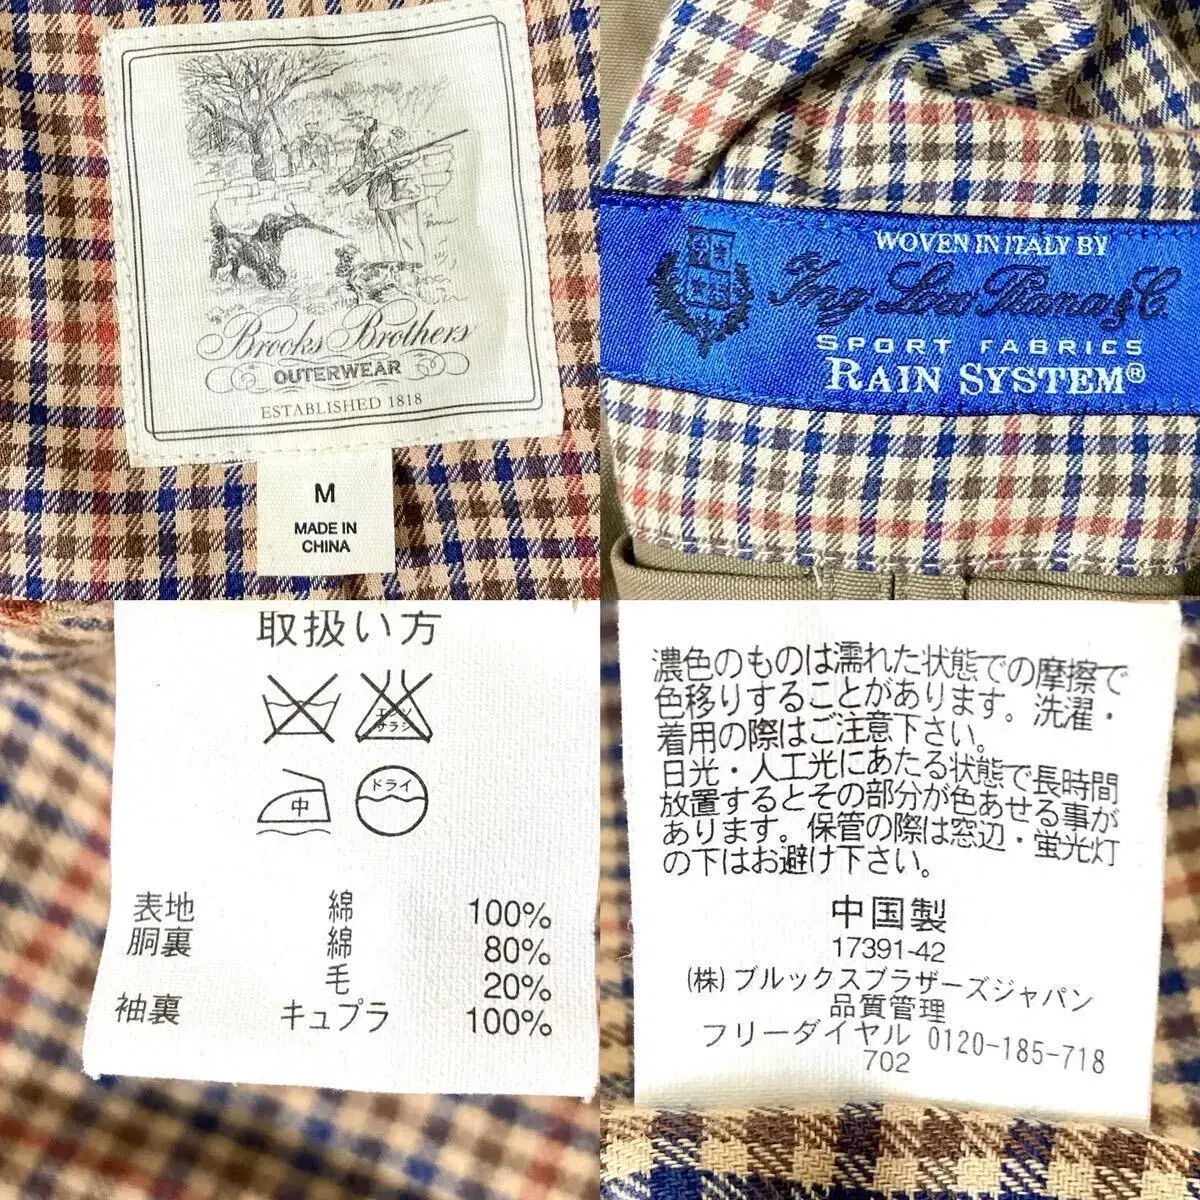 Brooks Brothers
OUTERWEAR
ESTABLISHED 1818
M
MADE IN
CHINA
WOVEN IN ITALY BY
Ing. Loro Piana & C.
SPORT FABRICS
RAIN SYSTEM®
取扱い方
エンソ
サラシ
中
ドライ
表地 綿 100%
胴裏 綿 80%
毛 20%
袖裏 キュプラ 100%
濃色のものは濡れた状態での摩擦で
色移りすることがあります。洗濯・
着用の際はご注意下さい。
日光・人工光にあたる状態で長時間
放置するとその部分が色あせる事が
あります。保管の際は窓辺・蛍光灯
の下はお避け下さい。
中国製
17391-42
(株)ブルックスブラザーズジャパン
品質管理
フリーダイヤル 0120-185-718
702